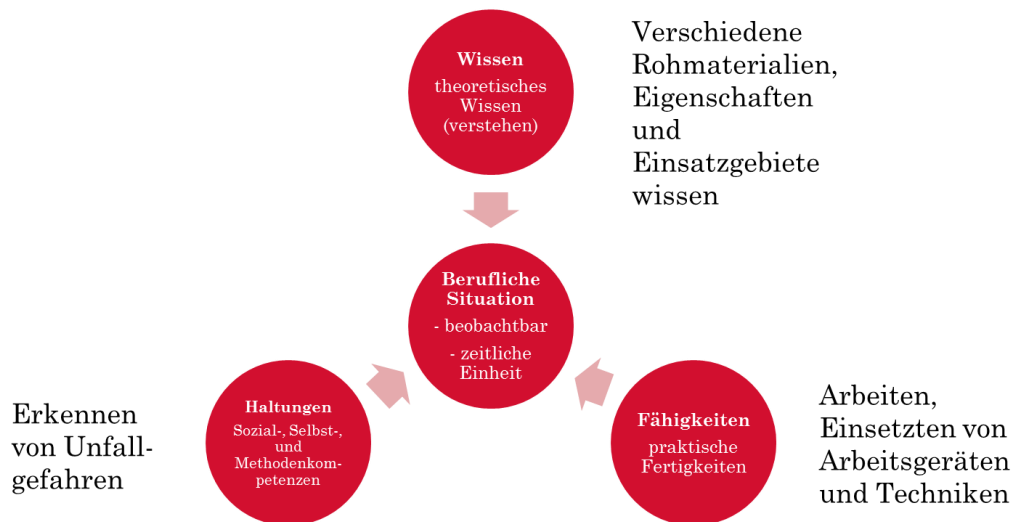 Wissen
theoretisches
Wissen
(verstehen)
Verschiedene
Rohmaterialien,
Eigenschaften
und
Einsatzgebiete
wissen
Berufliche
Situation
- beobachtbar
- zeitliche
Einheit
Erkennen
von Unfall-
gefahren
Haltungen
Sozial-, Selbst-,
und
Methodenkom-
petenzen
Fähigkeiten
praktische
Fertigkeiten
Arbeiten,
Einsetzten von
Arbeitsgeräten
und Techniken